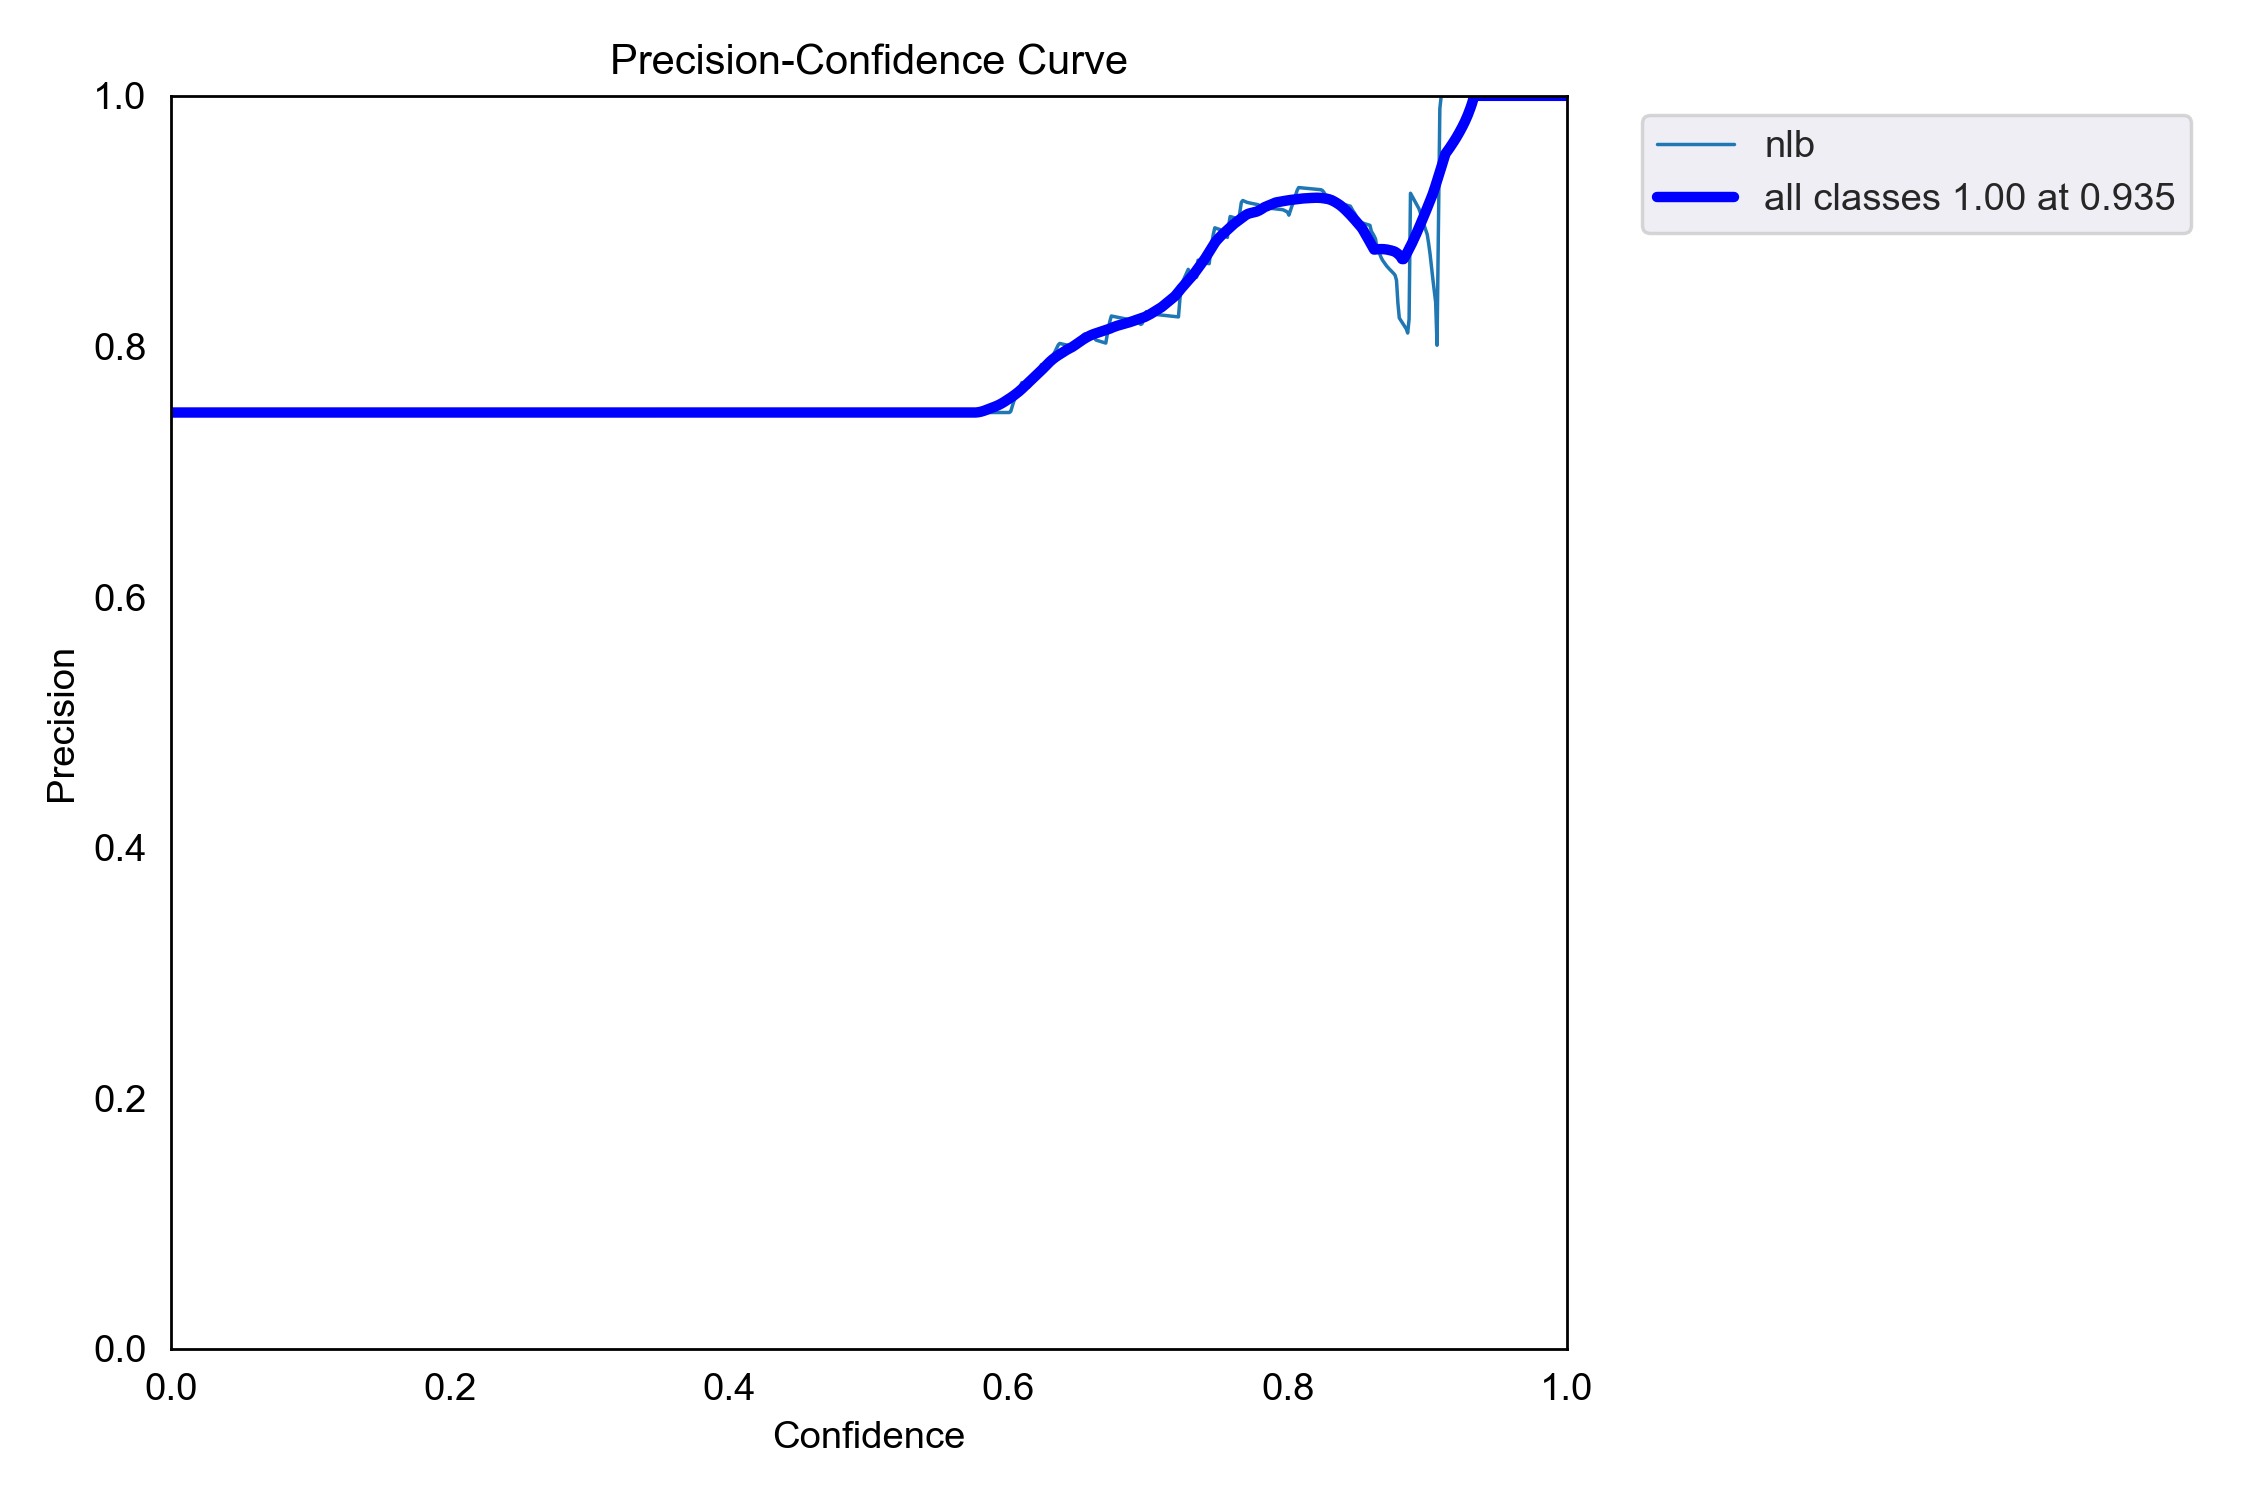 Precision-Confidence Curve
1.0
0.8
0.6
0.4
0.2
0.0
Precision
0.0 0.2 0.4 0.6 0.8 1.0
Confidence
nlb
all classes 1.00 at 0.935